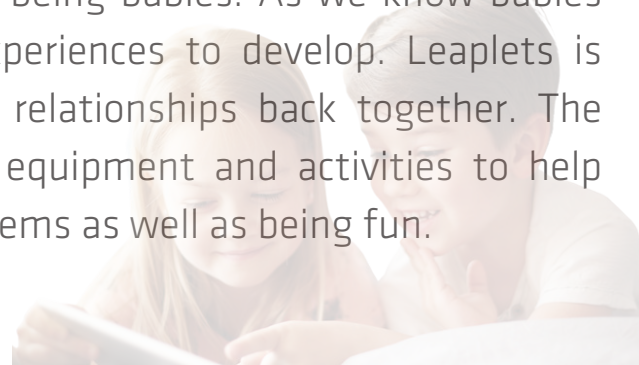 being babies. As we know babies
periences to develop. Leaplets is
relationships back together. The
equipment and activities to help
ems as well as being fun.